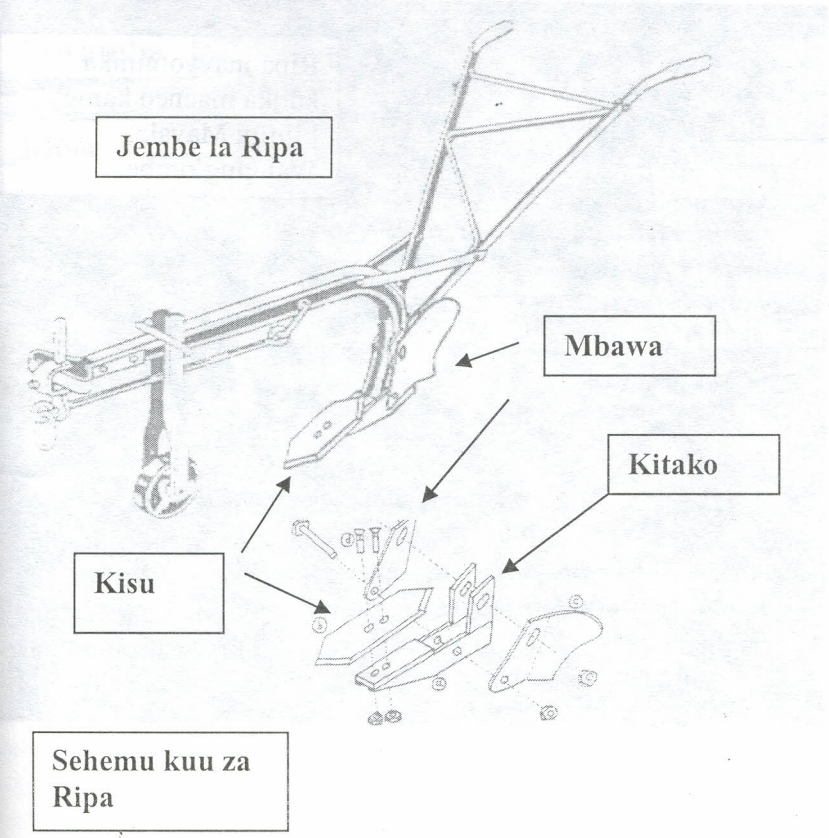 Jembe la Ripa
Mbawa
Kitako
Kisu
Sehemu kuu za
Ripa